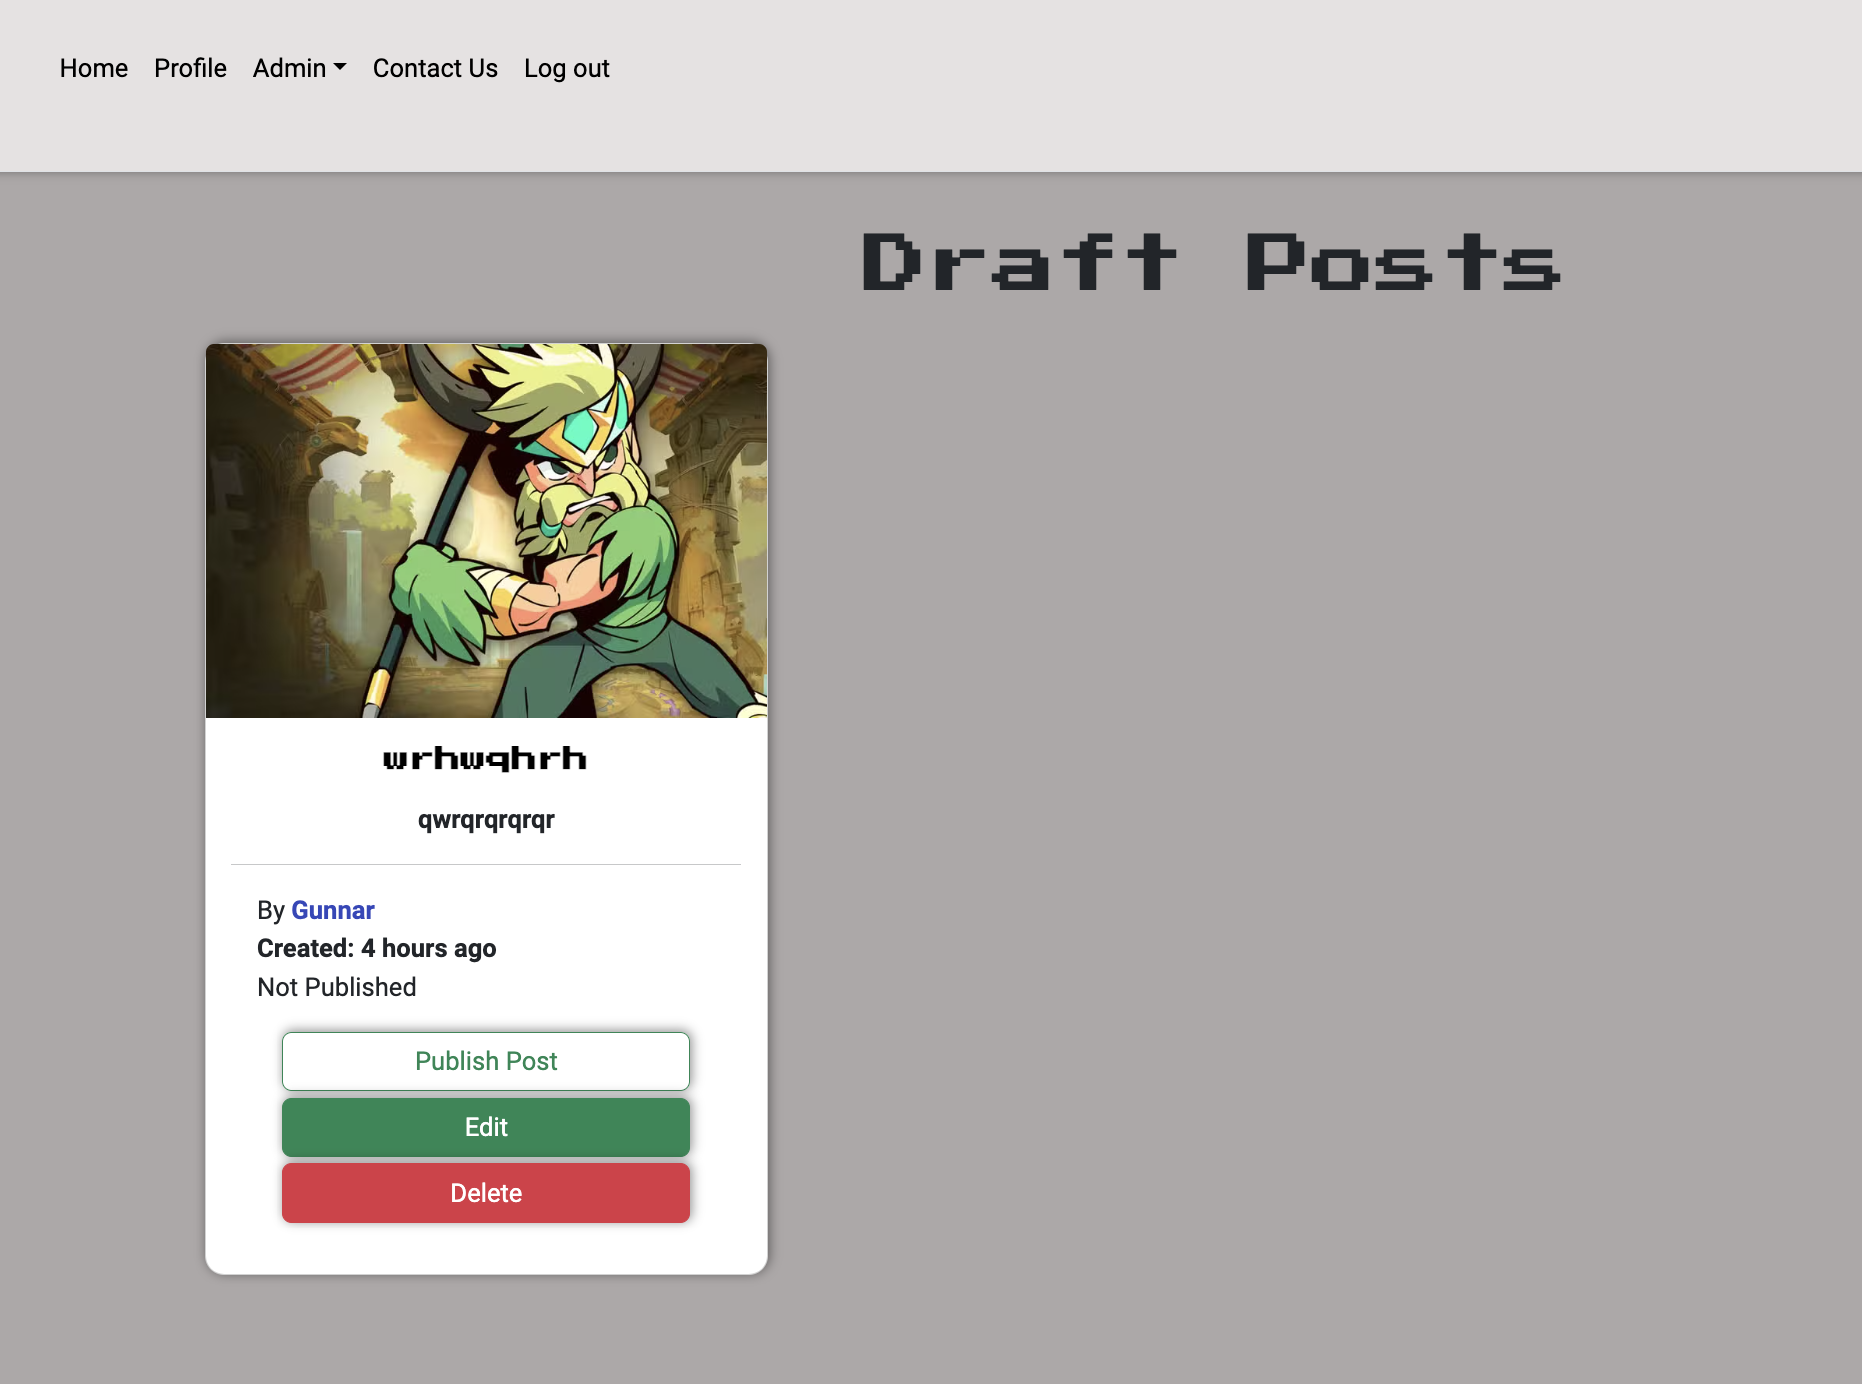 Home Profile Admin Contact Us Log out
Draft Posts
wrhwqhrh
qwrqrqrqrqr
By Gunnar
Created: 4 hours ago
Not Published
Publish Post
Edit
Delete